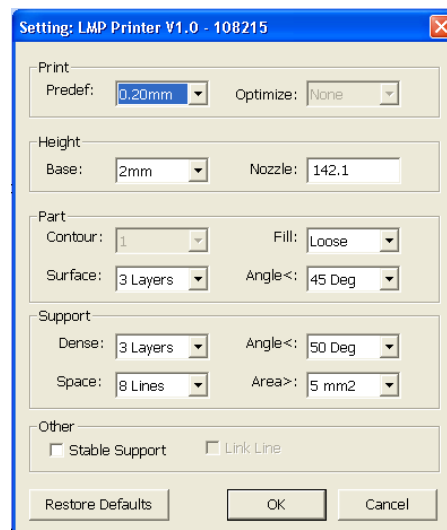 Setting: LMP Printer V1.0 - 108215
Print
Predef: 0.20mm Optimize: None
Height
Base: 2mm Nozzle: 142.1
Part
Contour: 1 Fill: Loose
Surface: 3 Layers Angle<: 45 Deg
Support
Dense: 3 Layers Angle<: 50 Deg
Space: 8 Lines Area>: 5 mm2
Other
Stable Support Link Line
Restore Defaults OK Cancel